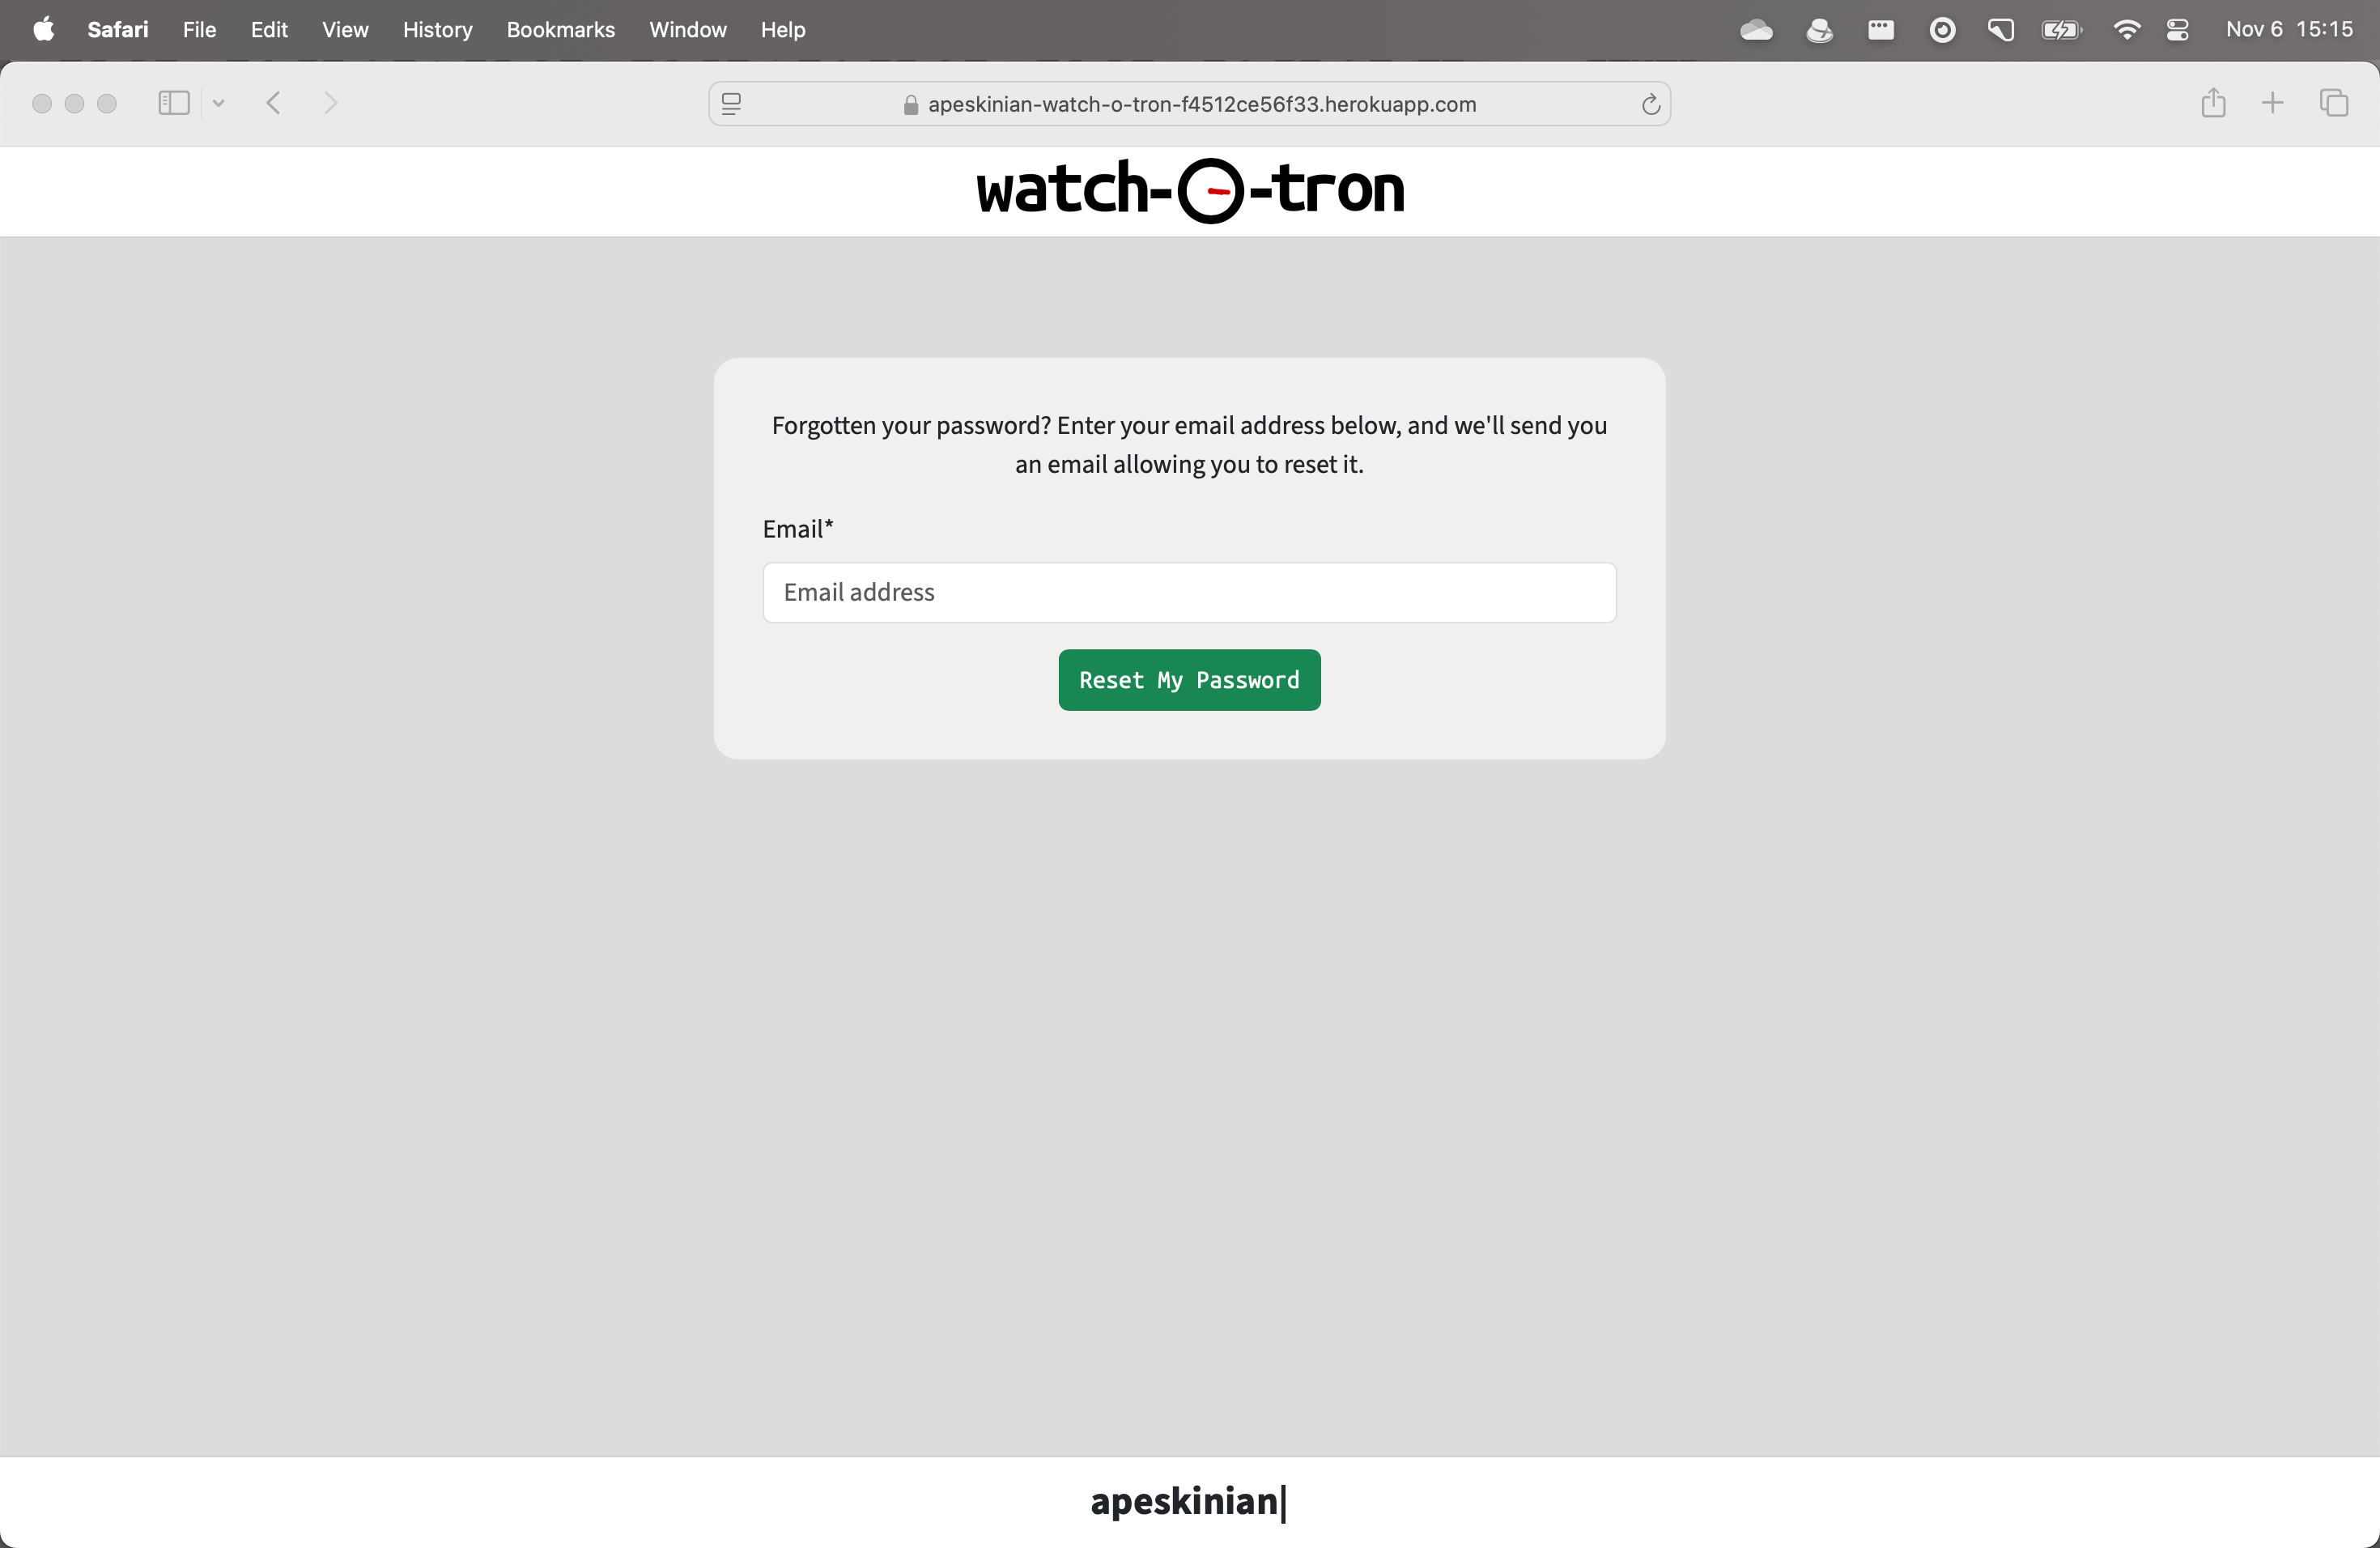 Safari File Edit View History Bookmarks Window Help Nov 6 15:15
apeskinian-watch-o-tron-f4512ce56f33.herokuapp.com
watch-o-tron
Forgotten your password? Enter your email address below, and we'll send you
an email allowing you to reset it.
Email*
Email address
Reset My Password
apeskinian|